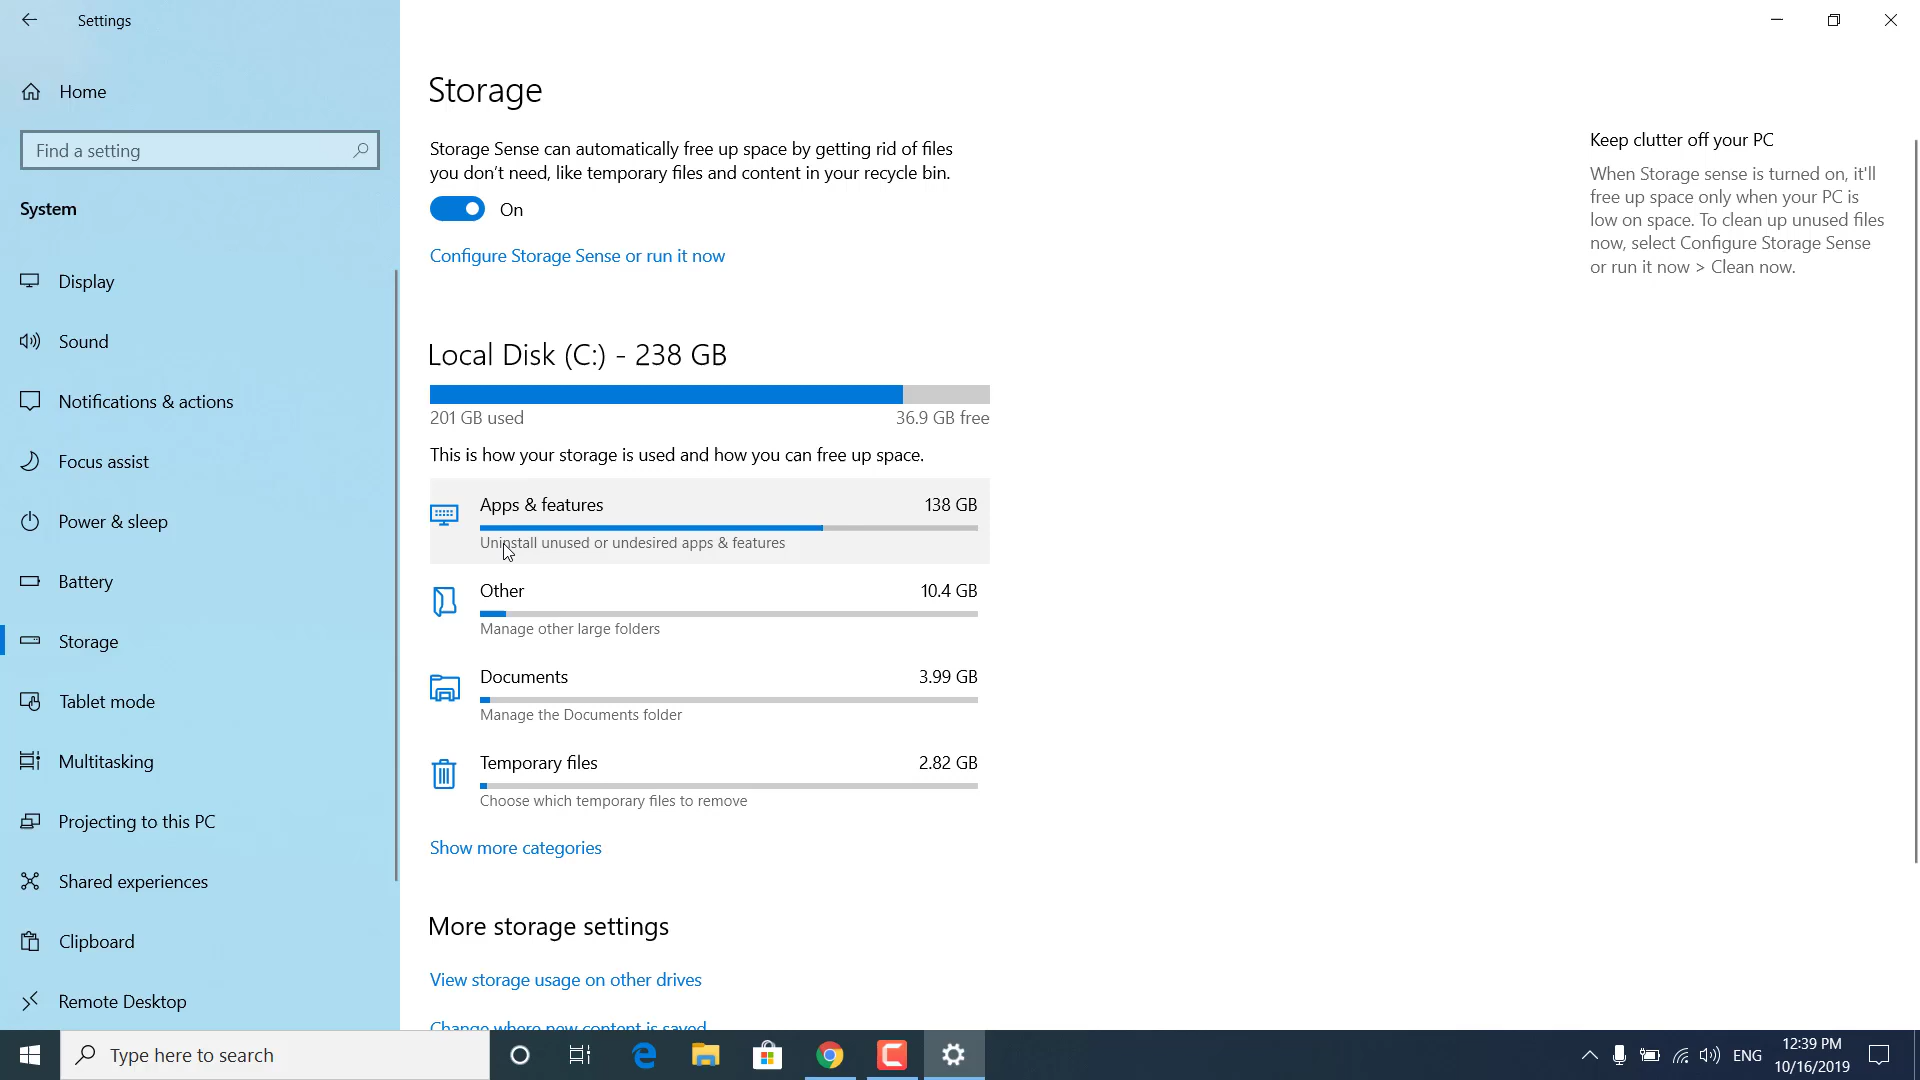 Settings
Home
Find a setting
System
Display
Sound
Notifications & actions
Focus assist
Power & sleep
Battery
Storage
Tablet mode
Multitasking
Projecting to this PC
Shared experiences
Clipboard
Remote Desktop
Storage
Storage Sense can automatically free up space by getting rid of files
you don't need, like temporary files and content in your recycle bin.
On
Configure Storage Sense or run it now
Local Disk (C:) - 238 GB
201 GB used 36.9 GB free
This is how your storage is used and how you can free up space.
Apps & features 138 GB
Uninstall unused or undesired apps & features
Other 10.4 GB
Manage other large folders
Documents 3.99 GB
Manage the Documents folder
Temporary files 2.82 GB
Choose which temporary files to remove
Show more categories
More storage settings
View storage usage on other drives
Change where new content is saved
Keep clutter off your PC
When Storage sense is turned on, it'll
free up space only when your PC is
low on space. To clean up unused files
now, select Configure Storage Sense
or run it now > Clean now.
Type here to search
ENG
12:39 PM
10/16/2019